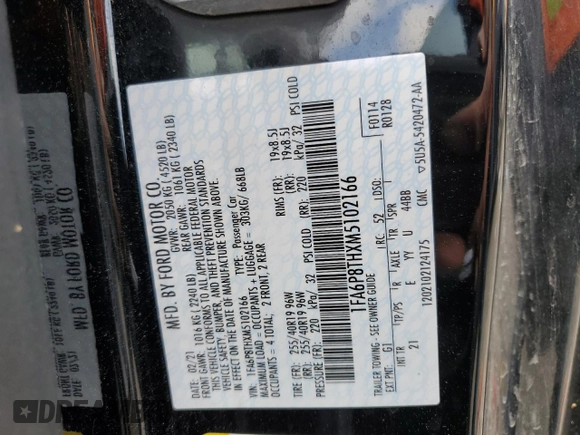 MFD. BY FORD MOTOR CO.
DATE: 02/21 GVWR: 2050 KG ( 4520 LB)
FRONT GAWR: 1016 KG ( 2240 LB) REAR GAWR: 1061 KG ( 2340 LB)
THIS VEHICLE CONFORMS TO ALL APPLICABLE FEDERAL MOTOR
VEHICLE SAFETY, BUMPER, AND THEFT PREVENTION STANDARDS
IN EFFECT ON THE DATE OF MANUFACTURE SHOWN ABOVE.
VIN: 1FA6P8THXM5102166 TYPE: Passenger Car
MAXIMUM LOAD = OCCUPANTS + LUGGAGE = 303KG/ 668LB
OCCUPANTS = 4 TOTAL; 2 FRONT, 2 REAR
TIRE (FR): 255/40R19 96W RIMS (FR): 19x8.5J
(RR): 255/40R19 96W (RR): 19x8.5J
PRESSURE (FR): 220 kPa/ 32 PSI COLD (RR): 220 kPa/ 32 PSI COLD
1FA6P8THXM5102166
TRAILER TOWING - SEE OWNER GUIDE
F0114
R0128
EXT PNT: G1 RC: 52 LDSO:
INT TR TP/PS R AXLE TR SPR
21 E YY U 44BB
1202102124175 CMC 5U5A-5420472-AA
AutoBidMaster